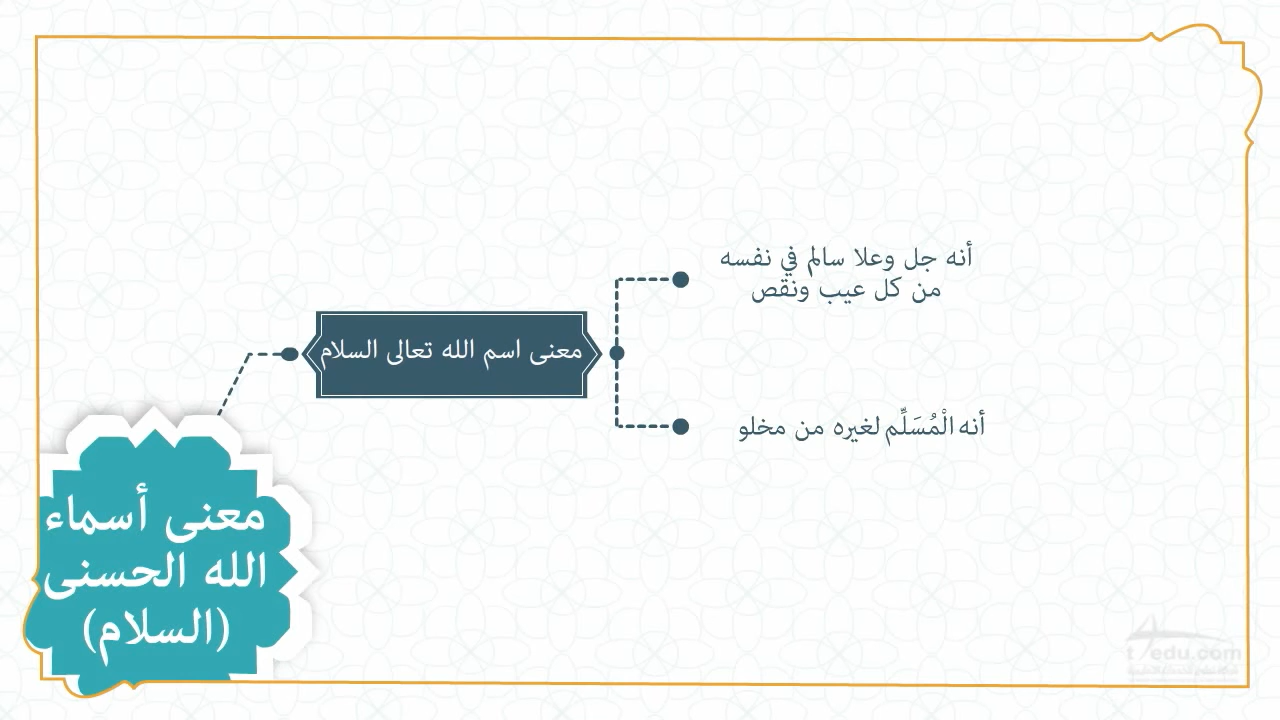 أنه جل وعلا سالم في نفسه
من كل عيب ونقص
معنى اسم الله تعالى السلام
أنه الْمُسَلِّم لغيره من مخلو
معنى أسماء
الله الحسنى
(السلام)
edu.com